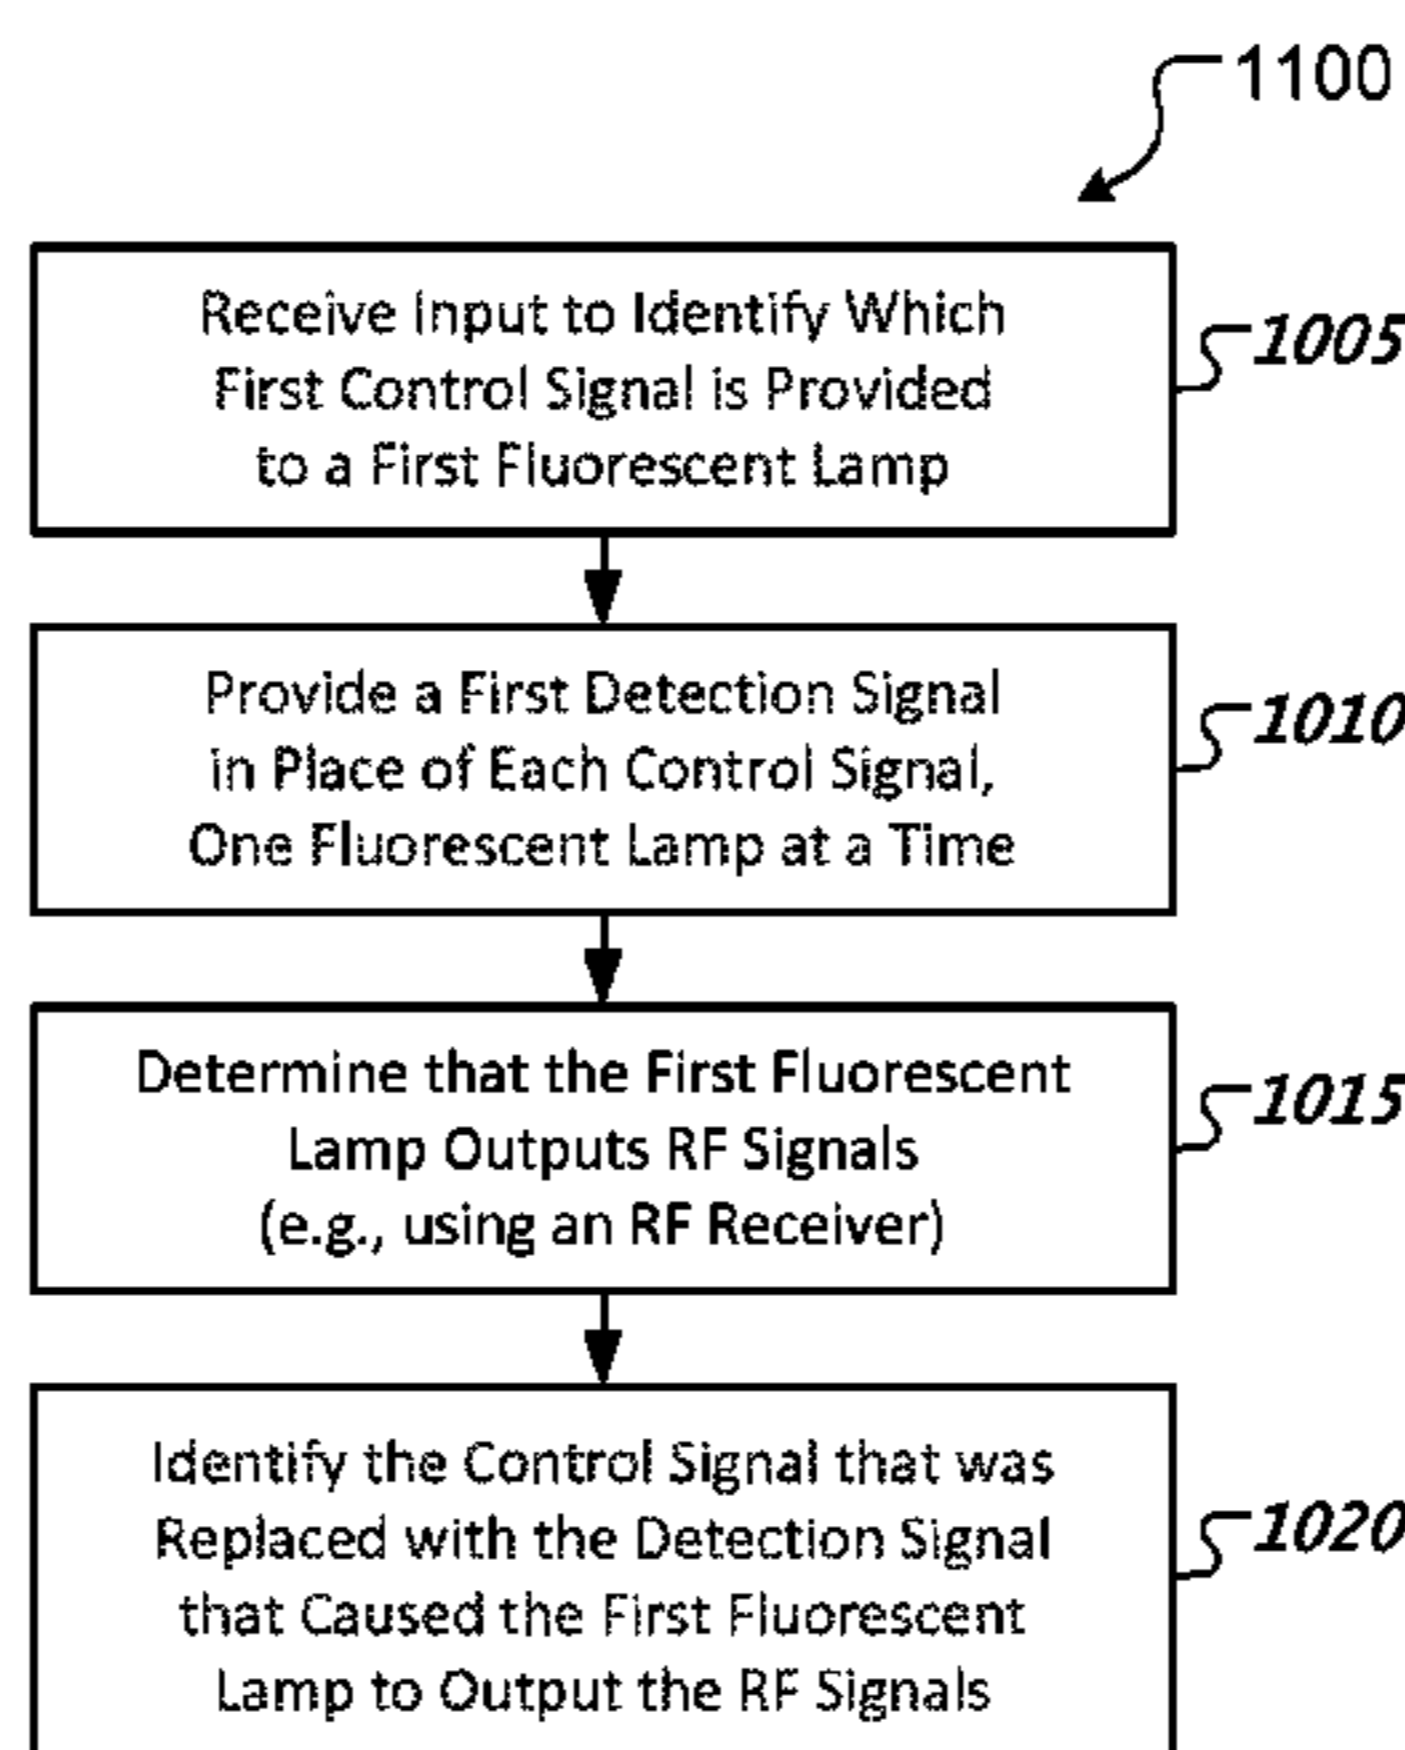 1100
Receive Input to Identify Which
First Control Signal is Provided
to a First Fluorescent Lamp
1005
Provide a First Detection Signal
in Place of Each Control Signal,
One Fluorescent Lamp at a Time
1010
Determine that the First Fluorescent
Lamp Outputs RF Signals
(e.g., using an RF Receiver)
1015
Identify the Control Signal that was
Replaced with the Detection Signal
that Caused the First Fluorescent
Lamp to Output the RF Signals
1020